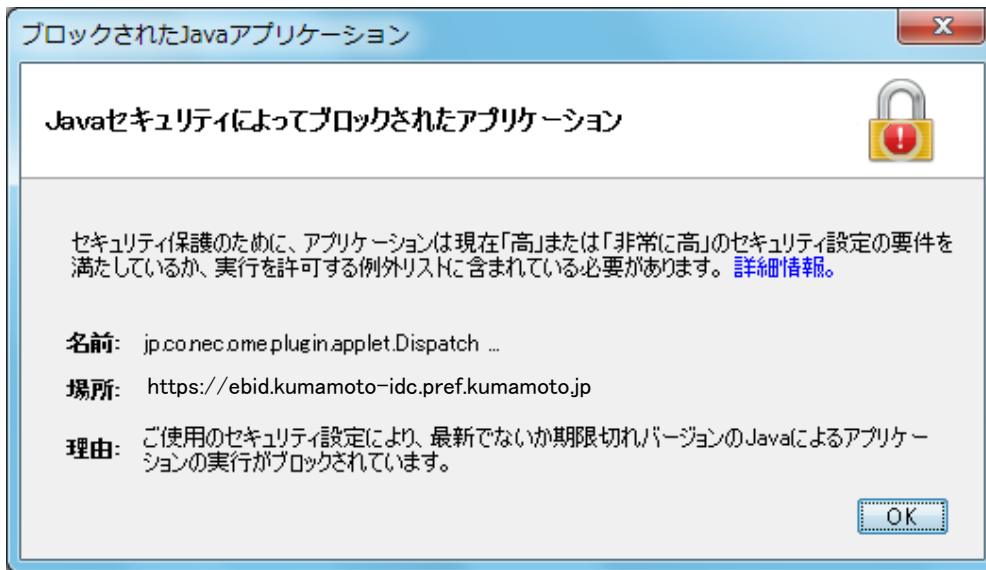 ブロックされたJavaアプリケーション
Javaセキュリティによってブロックされたアプリケーション
セキュリティ保護のために、アプリケーションは現在「高」または「非常に高」のセキュリティ設定の要件を
満たしているか、実行を許可する例外リストに含まれている必要があります。詳細情報。
名前: jp.co.nec.ome.plugin.applet.Dispatch ...
場所: https://ebid.kumamoto-idc.pref.kumamoto.jp
理由: ご使用のセキュリティ設定により、最新でないか期限切れバージョンのJavaによるアプリケー
ションの実行がブロックされています。
OK